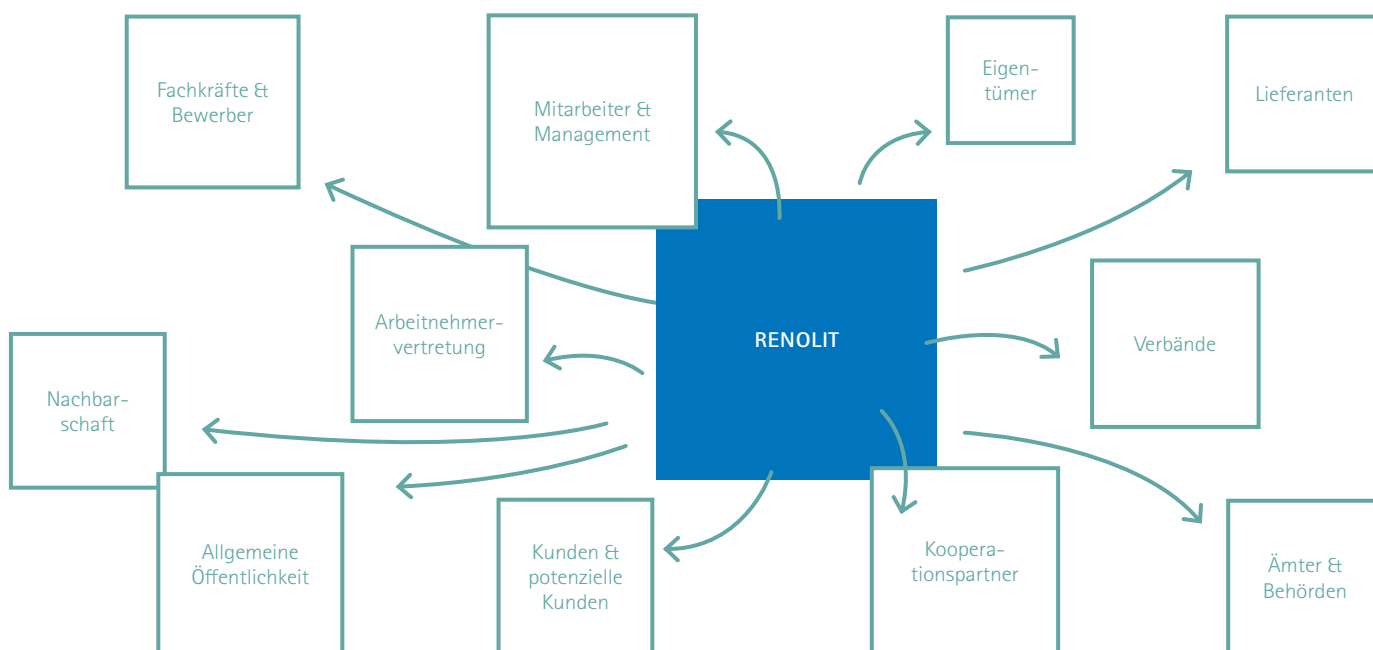 Fachkräfte &
Bewerber
Mitarbeiter &
Management
Eigen-
tümer
Lieferanten
Arbeitnehmer-
vertretung
RENOLIT
Verbände
Nachbar-
schaft
Allgemeine
Öffentlichkeit
Kunden &
potenzielle
Kunden
Koopera-
tionspartner
Ämter &
Behörden